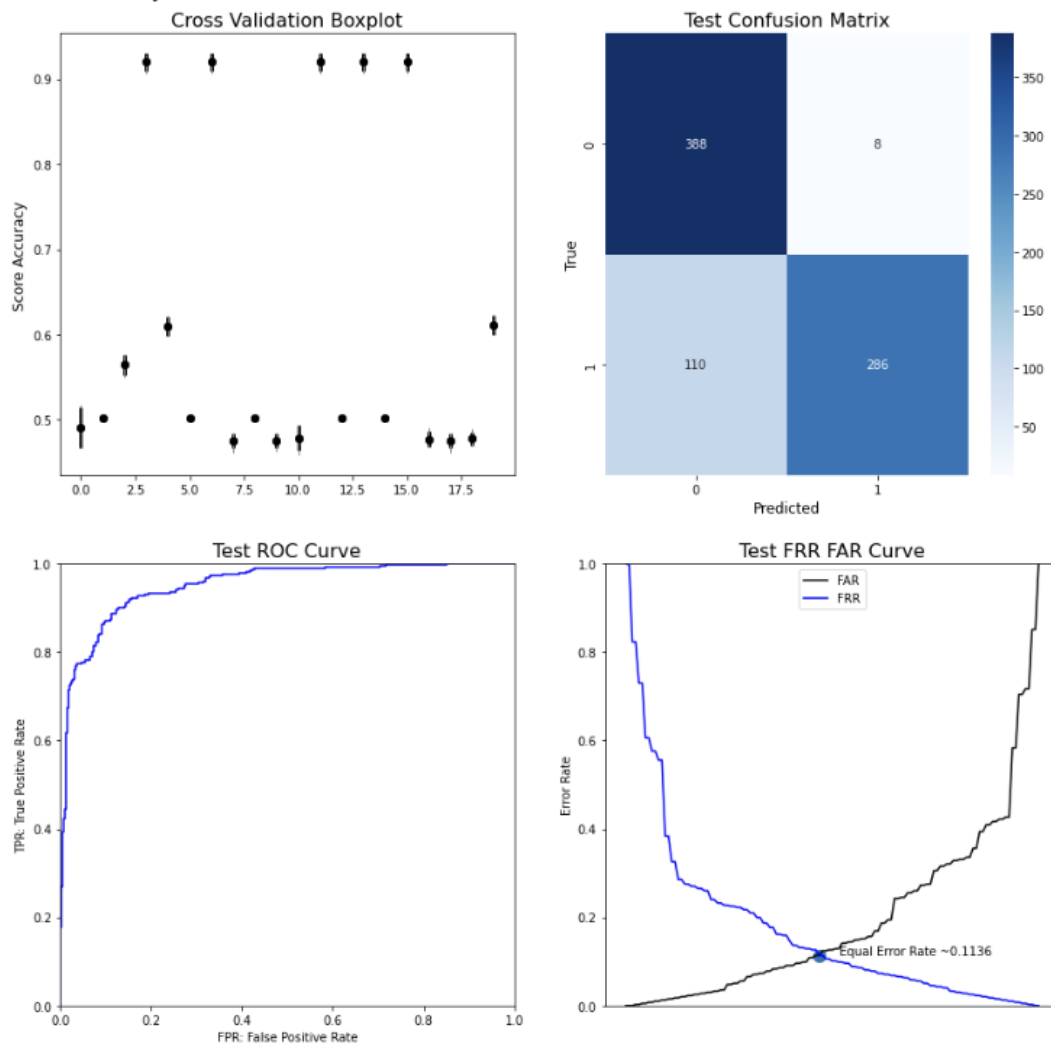 Cross Validation Boxplot
Score Accuracy
0.9
0.8
0.7
0.6
0.5
0.0 2.5 5.0 7.5 10.0 12.5 15.0 17.5
Test Confusion Matrix
True
0
1
388 8
110 286
0 1
Predicted
350
300
250
200
150
100
50
Test ROC Curve
TPR: True Positive Rate
1.0
0.8
0.6
0.4
0.2
0.0
0.0 0.2 0.4 0.6 0.8 1.0
FPR: False Positive Rate
Test FRR FAR Curve
FAR
FRR
Error Rate
1.0
0.8
0.6
0.4
0.2
0.0
Equal Error Rate ~0.1136